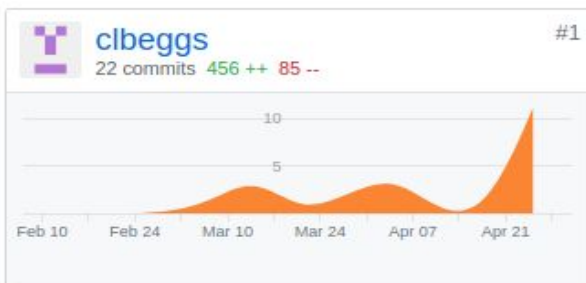 clbeggs
#1
22 commits 456 ++ 85 --
10
5
Feb 10 Feb 24 Mar 10 Mar 24 Apr 07 Apr 21